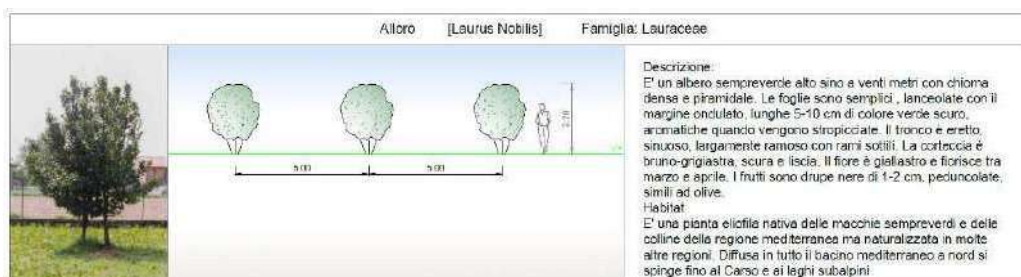 Alloro [Laurus Nobilis] Famiglia: Lauraceae
Descrizione:
E' un albero sempreverde alto sino a venti metri con chioma
densa e piramidale. Le foglie sono semplici , lanceolate con il
margine ondulato, lunghe 5-10 cm di colore verde scuro,
aromatiche quando vengono stropicciate. Il tronco è eretto,
sinuoso, largamente ramoso con rami sottili. La corteccia è
bruno-grigiastra, scura e liscia. Il fiore è giallastro e fiorisce tra
marzo e aprile. I frutti sono drupe nere di 1-2 cm, peduncolate,
simili ad olive.
Habitat
E' una pianta eliofila nativa delle macchie sempreverdi e delle
colline della regione mediterranea ma naturalizzata in molte
altre regioni. Diffusa in tutto il bacino mediterraneo a nord si
spinge fino al Carso e ai laghi subalpini
5.00 5.00